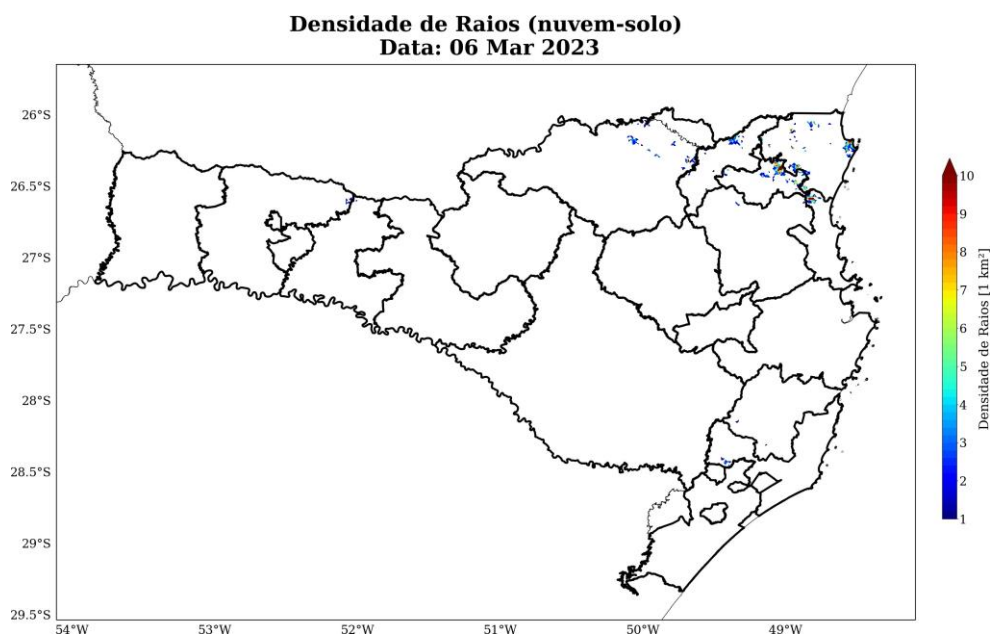 Densidade de Raios (nuvem-solo)
Data: 06 Mar 2023
26°S
26.5°S
27°S
27.5°S
28°S
28.5°S
29°S
29.5°S
54°W
53°W
52°W
51°W
50°W
49°W
10
9
8
7
6
5
4
3
2
1
Densidade de Raios [1 km²]